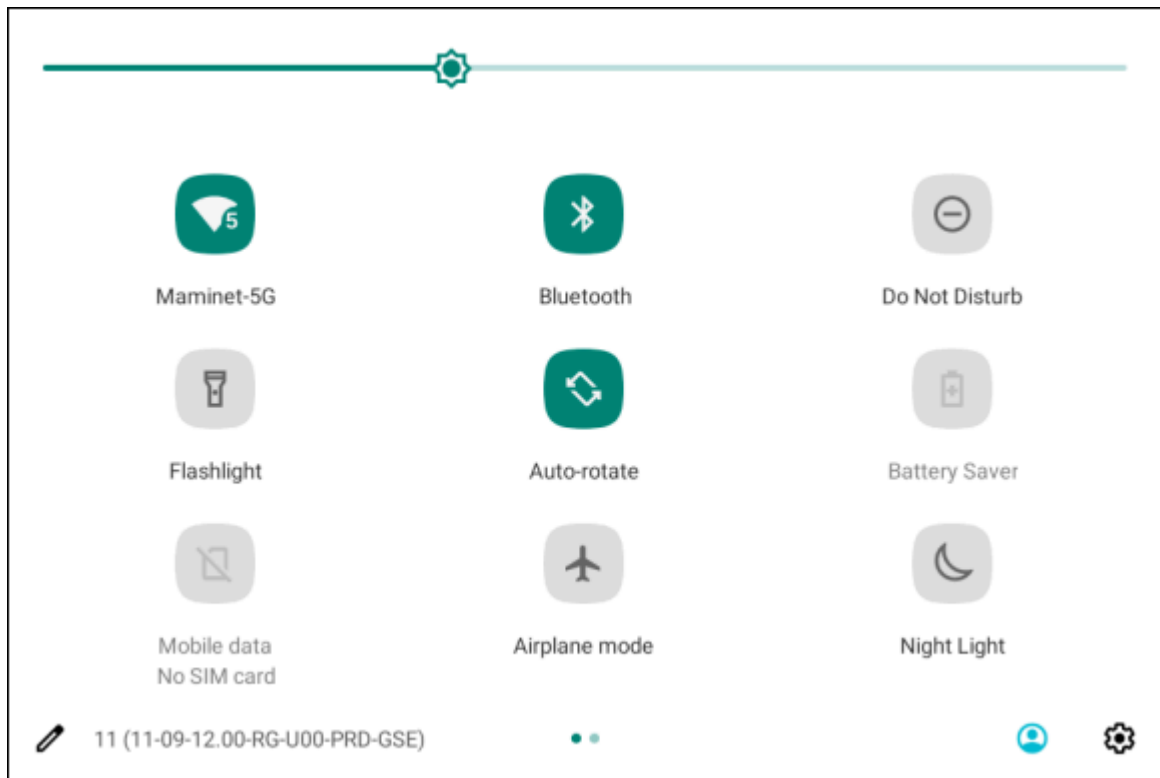 5
Maminet-5G
Bluetooth
Do Not Disturb
Flashlight
Auto-rotate
Battery Saver
Mobile data
No SIM card
Airplane mode
Night Light
11 (11-09-12.00-RG-U00-PRD-GSE)